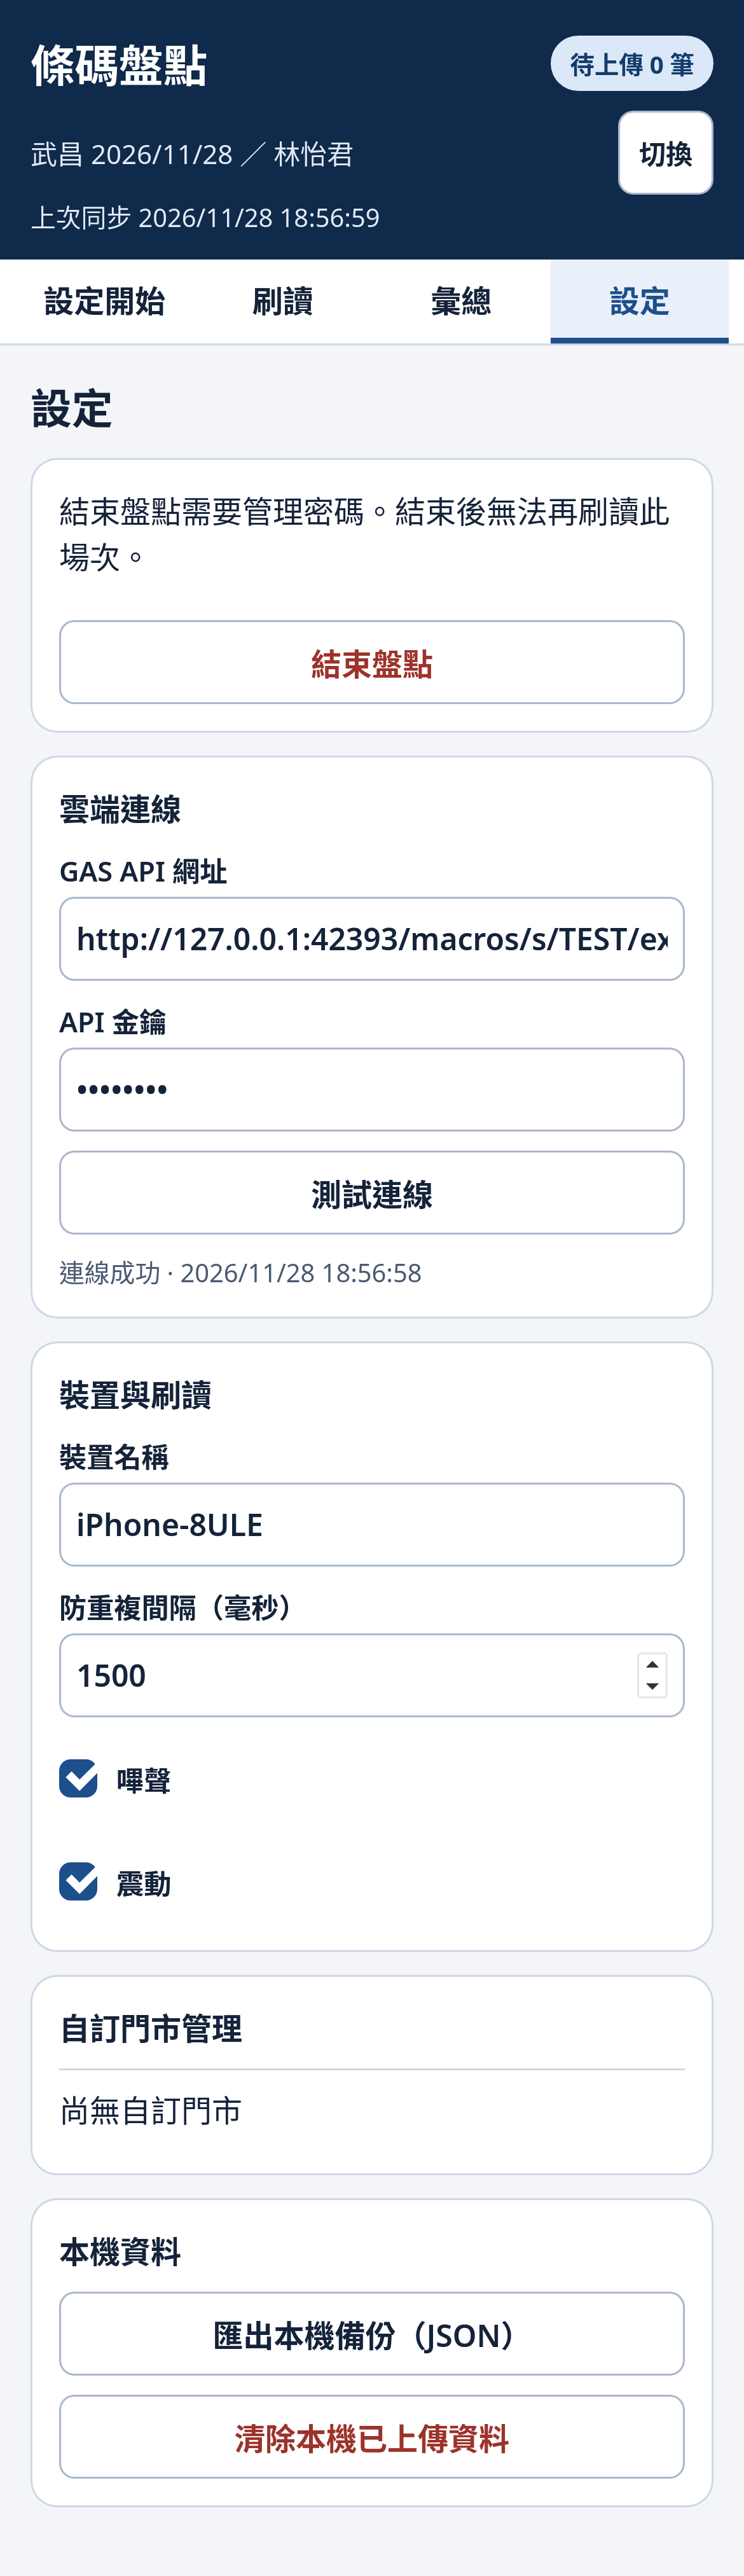 條碼盤點
待上傳 0 筆
武昌 2026/11/28 ／ 林怡君
切換
上次同步 2026/11/28 18:56:59
設定開始
刷讀
彙總
設定
設定
結束盤點需要管理密碼。結束後無法再刷讀此
場次。
結束盤點
雲端連線
GAS API 網址
http://127.0.0.1:42393/macros/s/TEST/ex
API 金鑰
••••••••
測試連線
連線成功 · 2026/11/28 18:56:58
裝置與刷讀
裝置名稱
iPhone-8ULE
防重複間隔（毫秒）
1500
嗶聲
震動
自訂門市管理
尚無自訂門市
本機資料
匯出本機備份（JSON）
清除本機已上傳資料